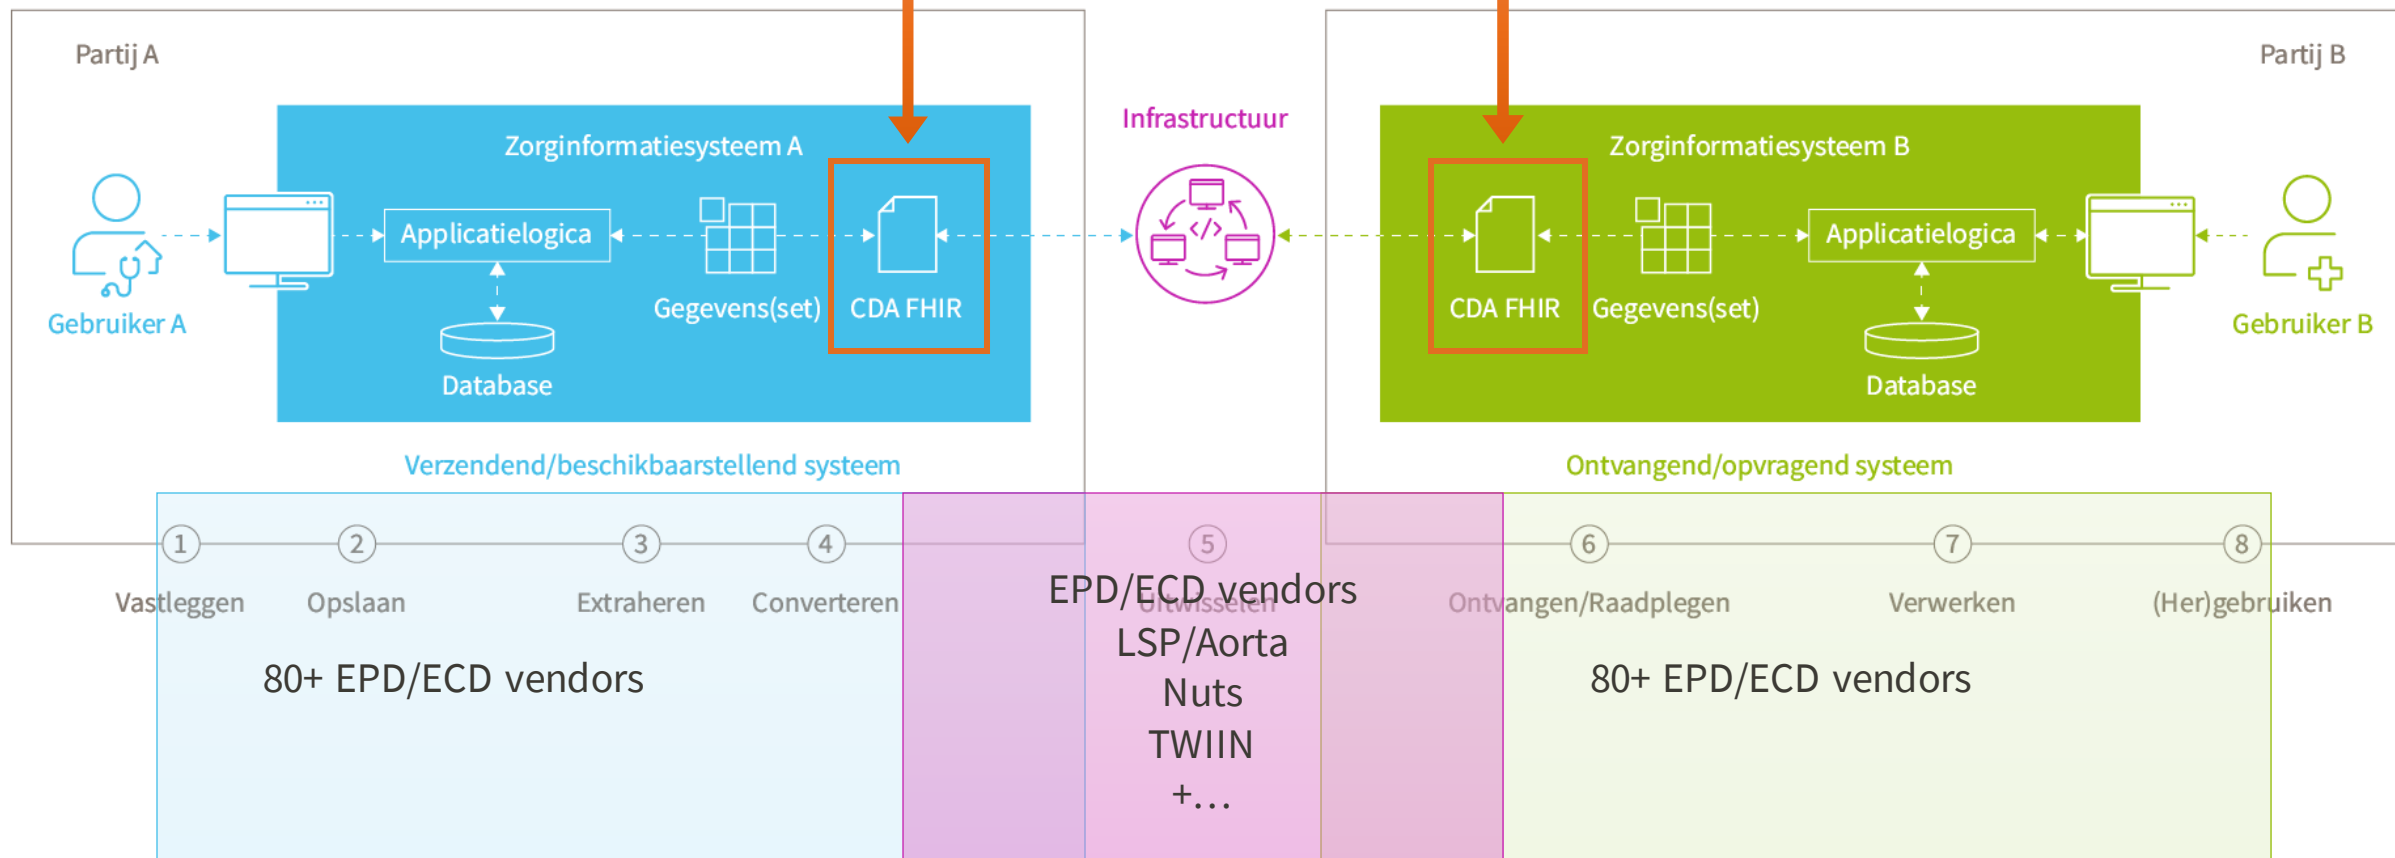 Partij A
Partij B
Infrastructuur
Zorginformatiesysteem A
Zorginformatiesysteem B
Applicatielogica
</>
Applicatielogica
Gegevens(set)
CDA FHIR
CDA FHIR
Gegevens(set)
Gebruiker A
Gebruiker B
Database
Database
Verzendend/beschikbaarstellend systeem
Ontvangend/opvragend systeem
1
2
3
4
5
6
7
8
Vastleggen
Opslaan
Extraheren
Converteren
Uitwisselen
Ontvangen/Raadplegen
Verwerken
(Her)gebruiken
80+ EPD/ECD vendors
EPD/ECD vendors
LSP/Aorta
Nuts
TWIIN
+...
80+ EPD/ECD vendors